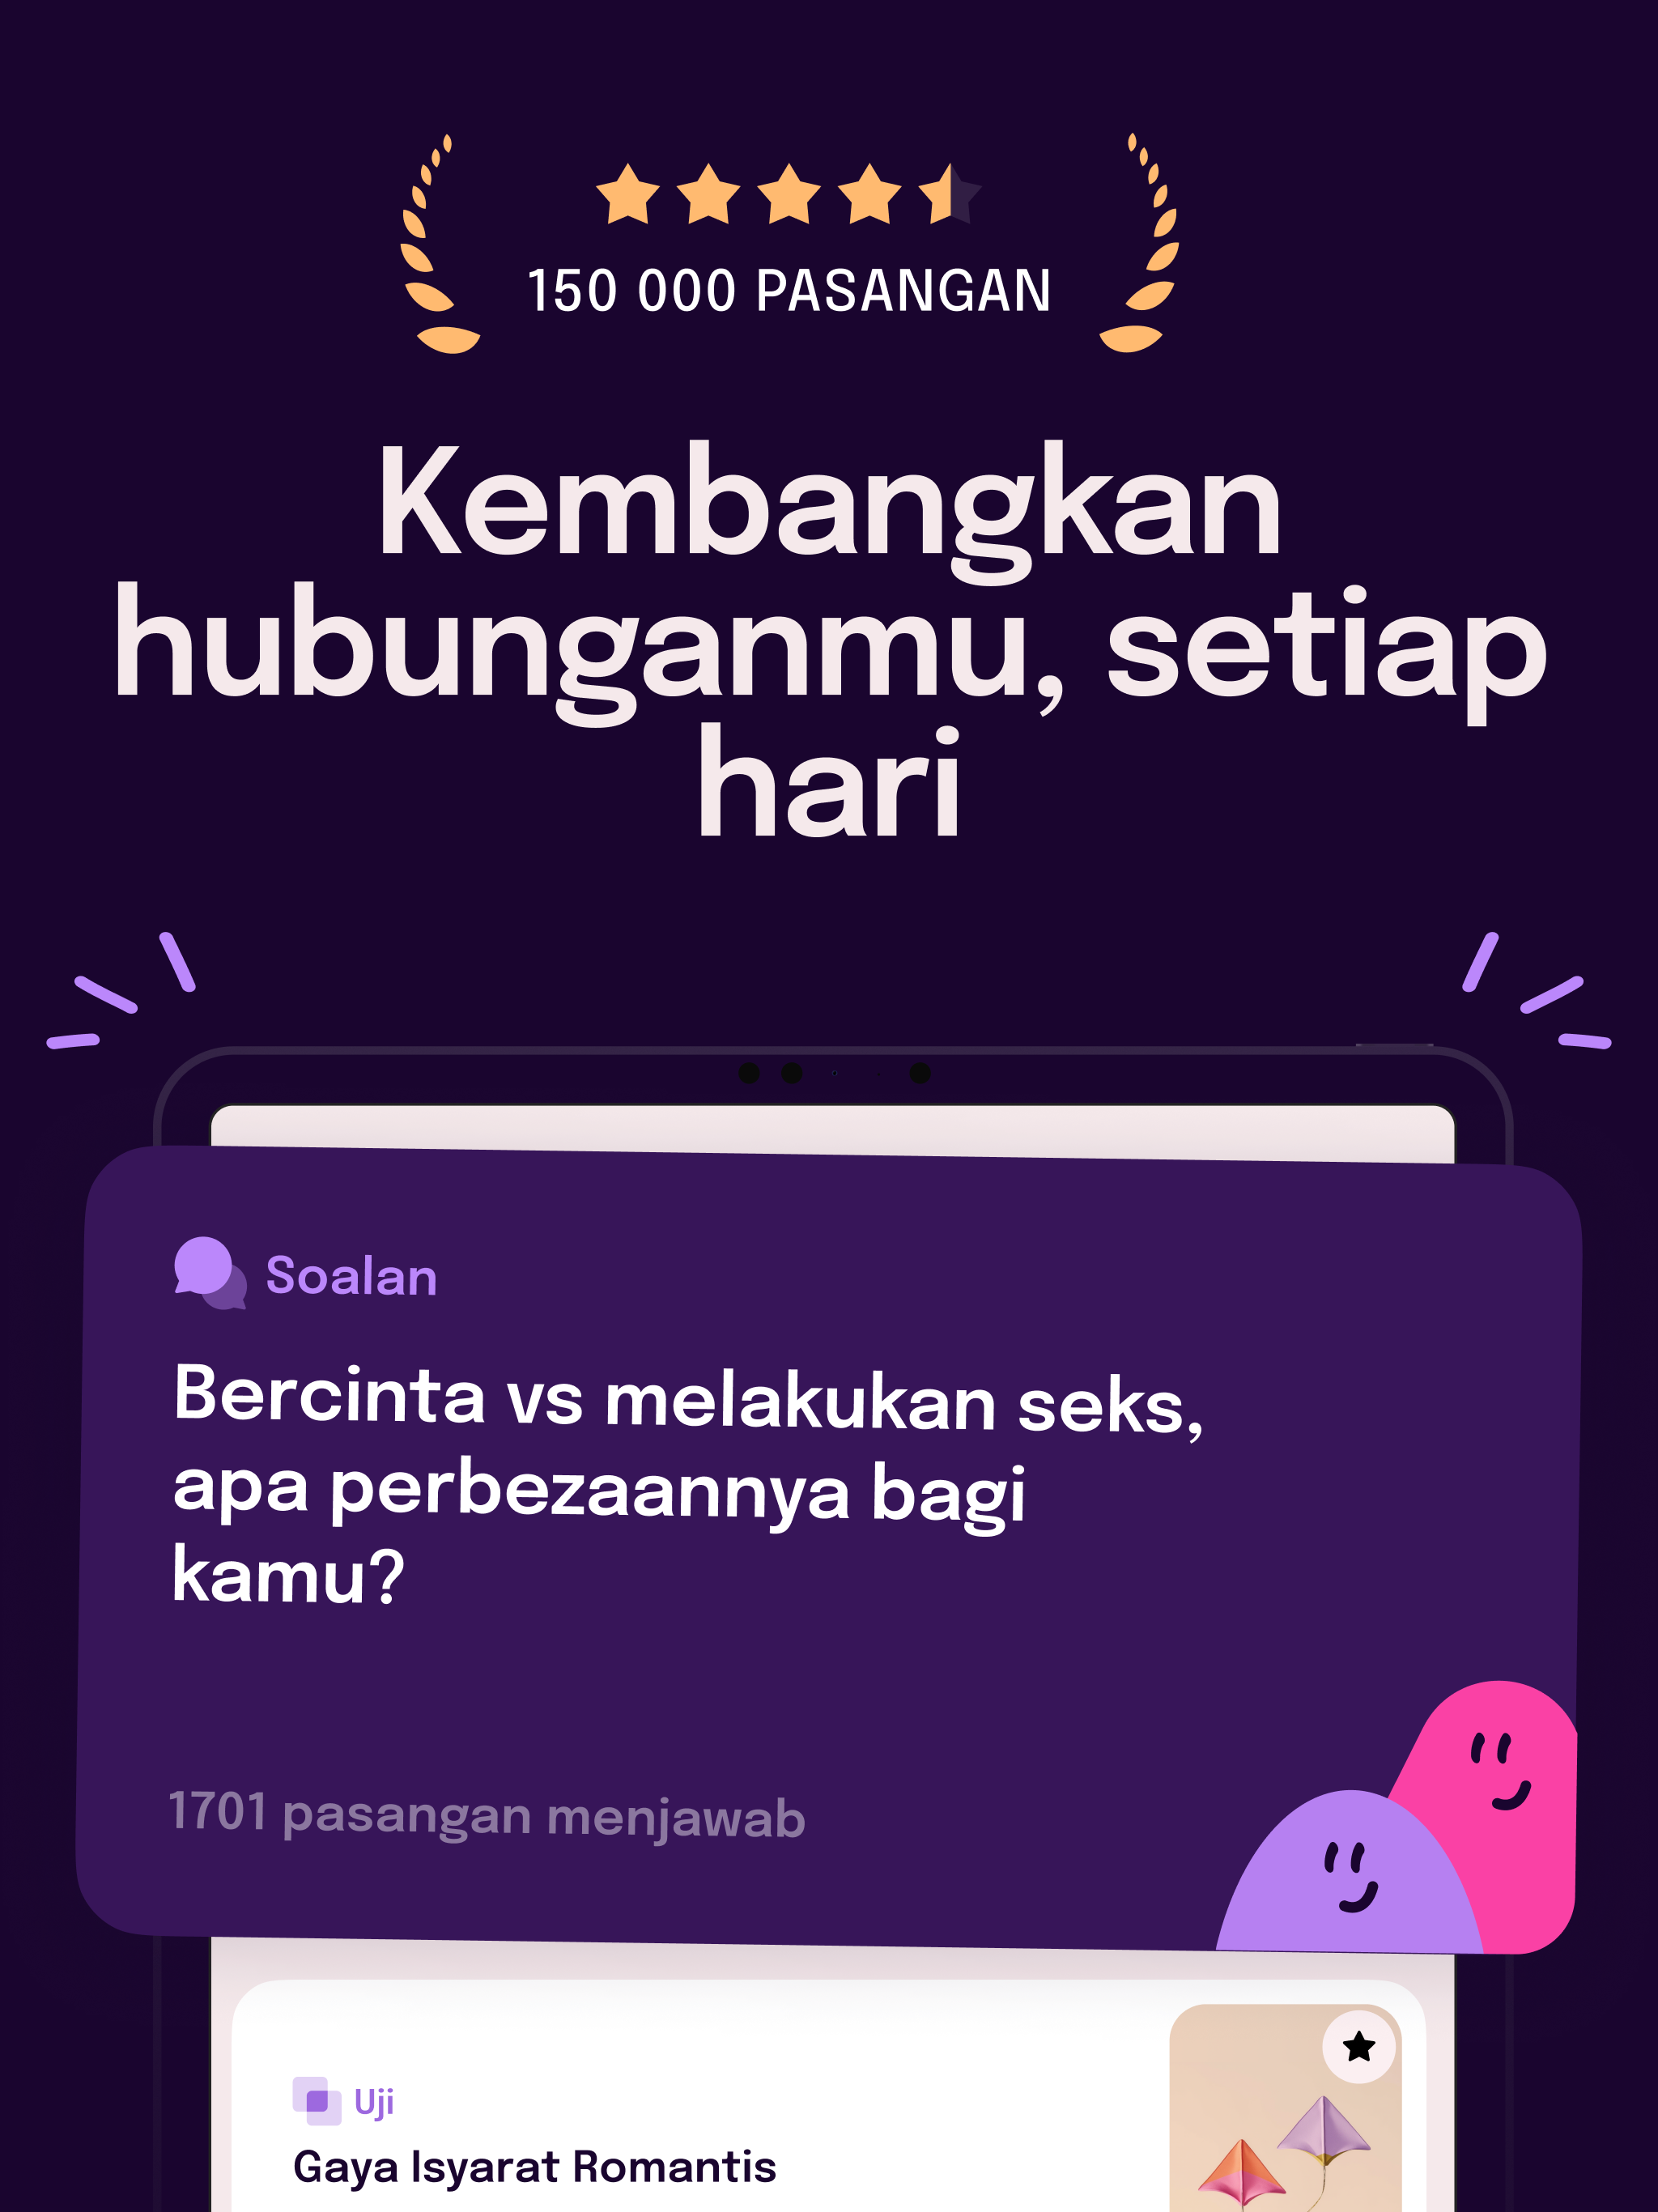 150 000 PASANGAN
Kembangkan
hubunganmu, setiap
hari
Soalan
Bercinta vs melakukan seks,
apa perbezaannya bagi
kamu?
1701 pasangan menjawab
Uji
Gaya Isyarat Romantis